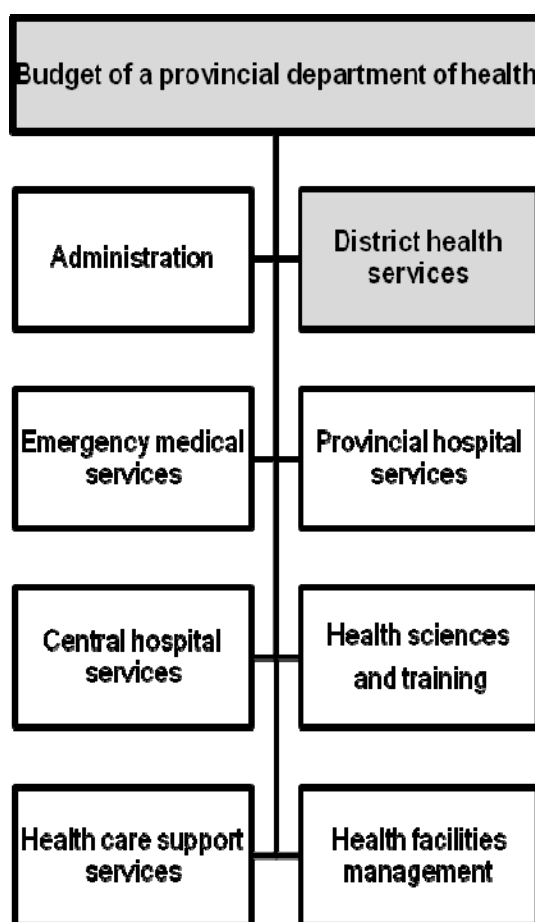 Budget of a provincial department of health
Administration
District health
services
Emergency medical
services
Provincial hospital
services
Central hospital
services
Health sciences
and training
Health care support
services
Health facilities
management